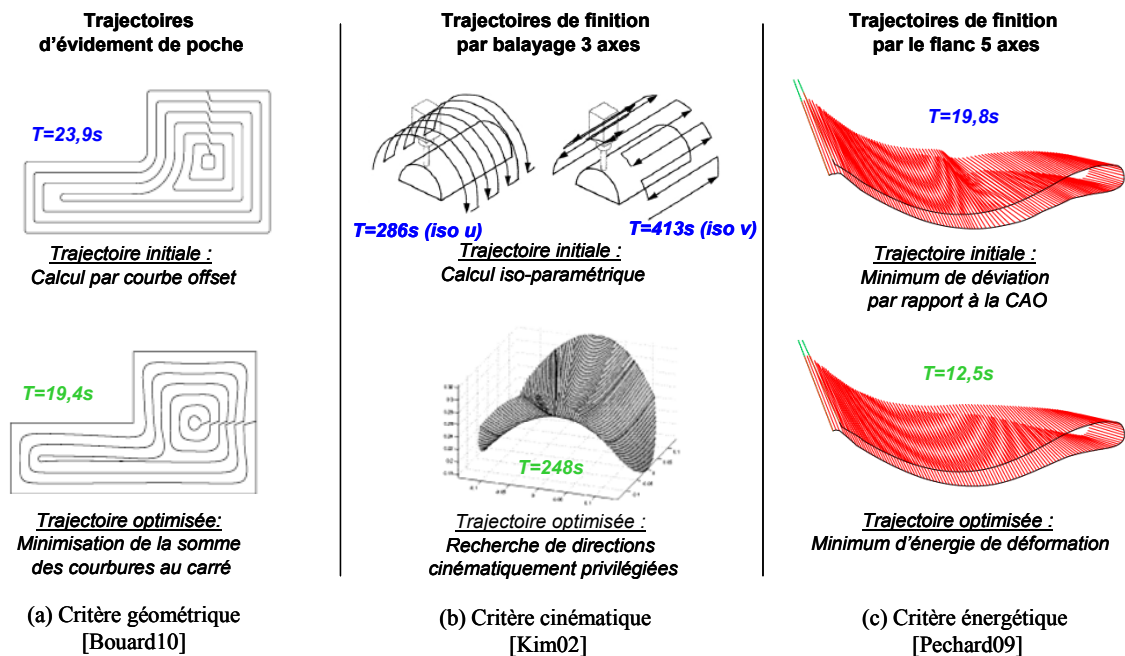 Trajectoires
d'évidement de poche
T=23,9s
Trajectoire initiale :
Calcul par courbe offset
T=19,4s
Trajectoire optimisée:
Minimisation de la somme
des courbures au carré
(a) Critère géométrique
[Bouard10]
Trajectoires de finition
par balayage 3 axes
T=286s (iso u)
T=413s (iso v)
Trajectoire initiale :
Calcul iso-paramétrique
T=248s
Trajectoire optimisée :
Recherche de directions
cinématiquement privilégiées
(b) Critère cinématique
[Kim02]
Trajectoires de finition
par le flanc 5 axes
T=19,8s
Trajectoire initiale :
Minimum de déviation
par rapport à la CAO
T=12,5s
Trajectoire optimisée :
Minimum d'énergie de déformation
(c) Critère énergétique
[Pechard09]